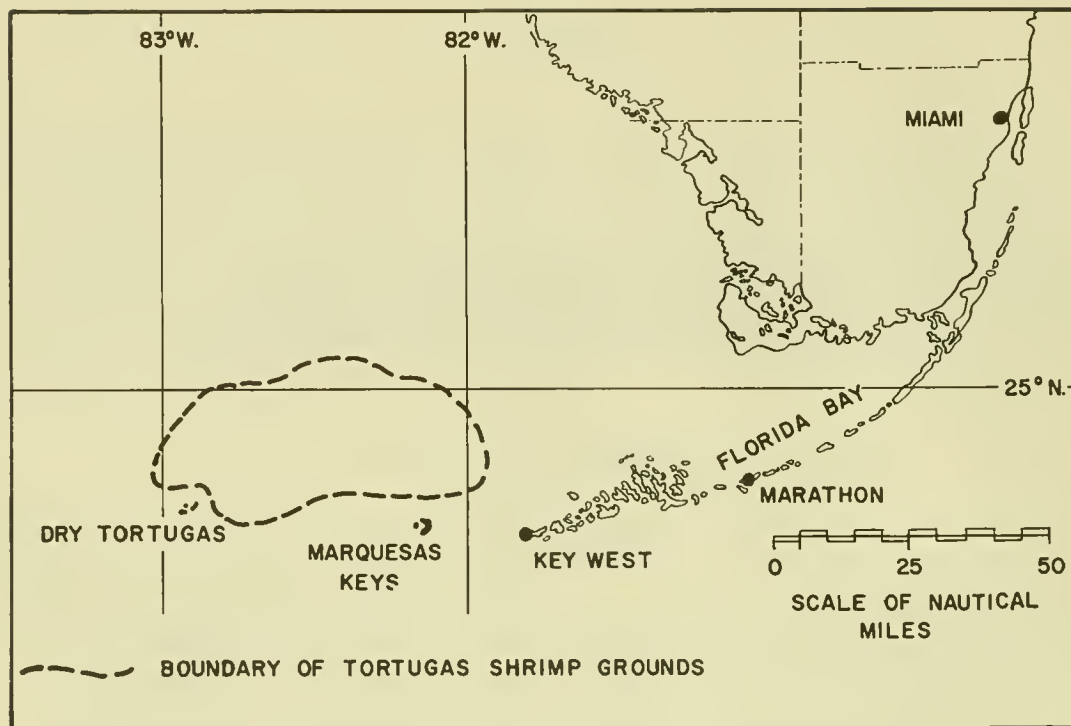 83°W.
82°W.
MIAMI
25°N.
FLORIDA BAY
MARATHON
DRY TORTUGAS
MARQUESAS
KEYS
KEY WEST
0 25 50
SCALE OF NAUTICAL
MILES
BOUNDARY OF TORTUGAS SHRIMP GROUNDS